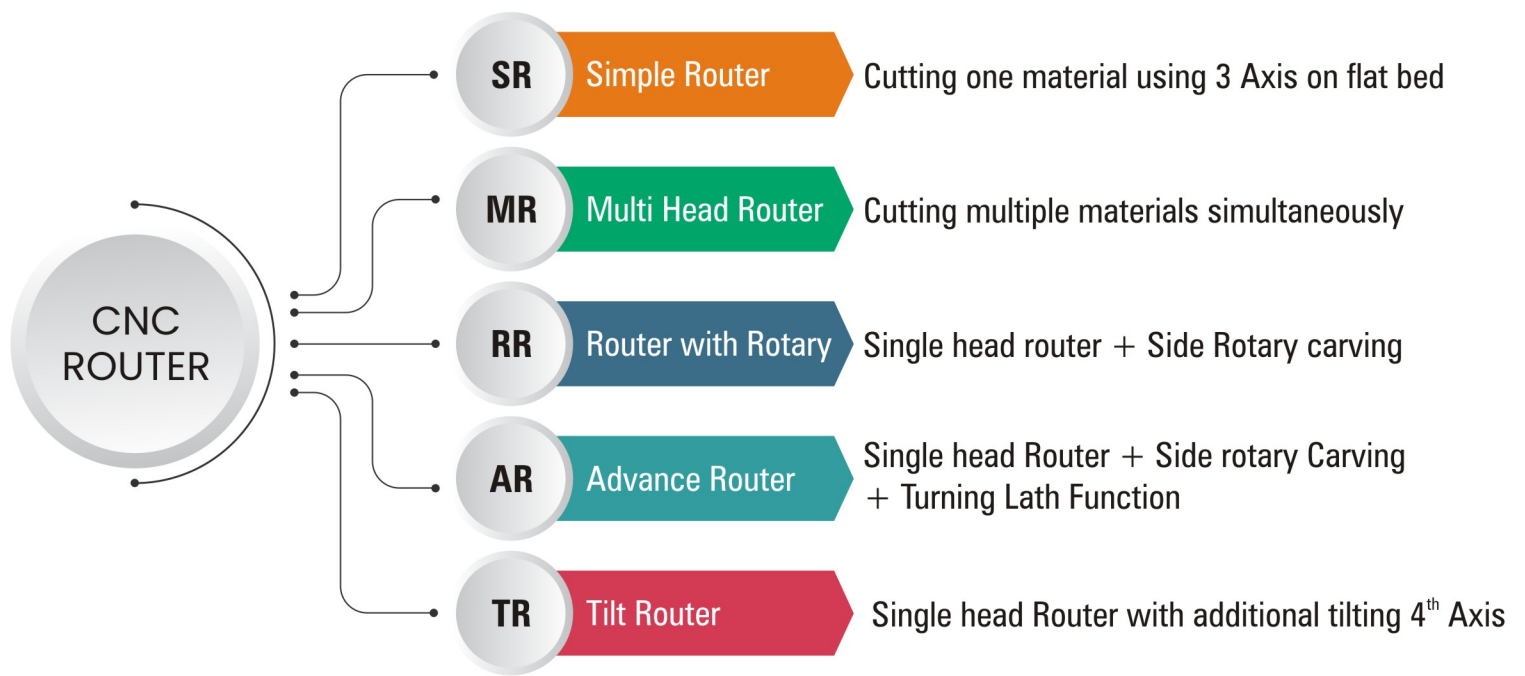 CNC
ROUTER
SR
Simple Router
Cutting one material using 3 Axis on flat bed
MR
Multi Head Router
Cutting multiple materials simultaneously
RR
Router with Rotary
Single head router + Side Rotary carving
AR
Advance Router
Single head Router + Side rotary Carving
+ Turning Lath Function
TR
Tilt Router
Single head Router with additional tilting 4th Axis